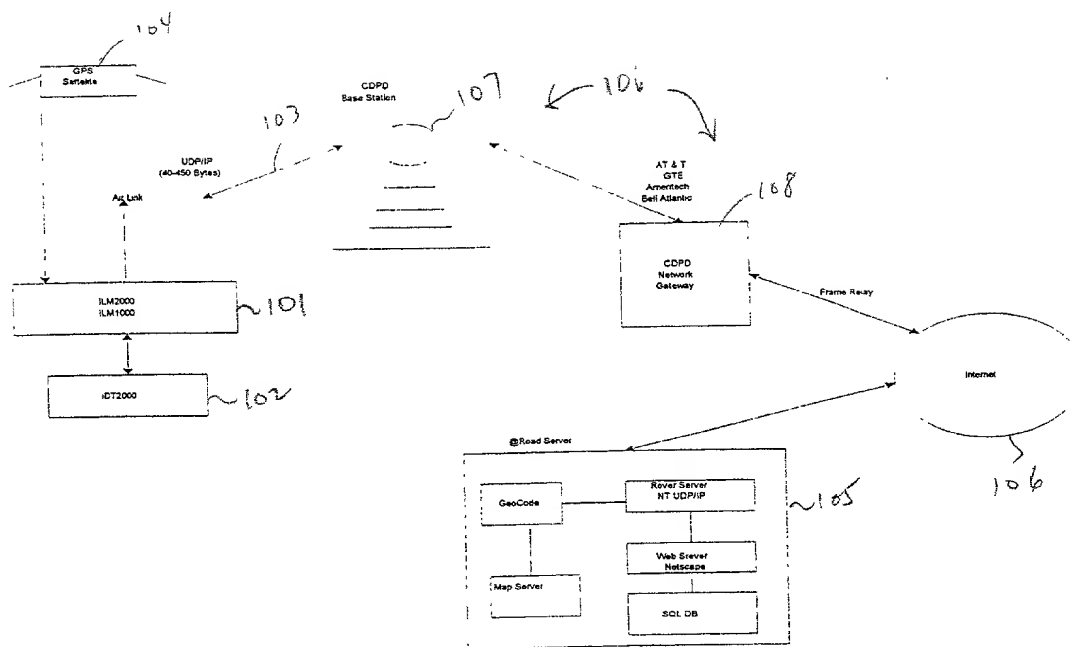 104
GPS
Sattelite
CDPD
Base Station
107
106
103
UDP/IP
(40-450 Bytes)
Air Link
AT & T
GTE
Ameritech
Bell Atlantic
108
CDPD
Network
Gateway
ILM2000
ILM1000
101
Frame Relay
iDT2000
102
Internet
106
@Road Server
GeoCode
Rover Server
NT UDP/IP
105
Web Srever
Netscape
Map Server
SQL DB